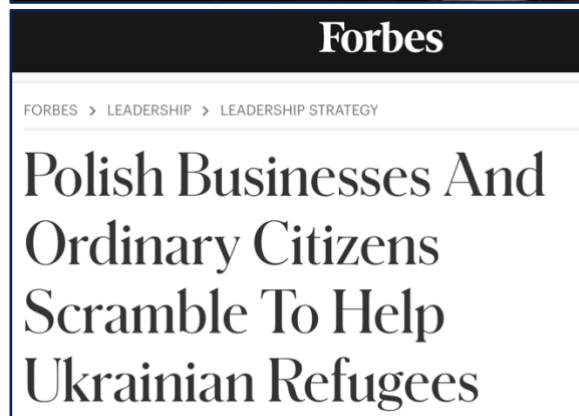 Forbes
FORBES > LEADERSHIP > LEADERSHIP STRATEGY
Polish Businesses And
Ordinary Citizens
Scramble To Help
Ukrainian Refugees